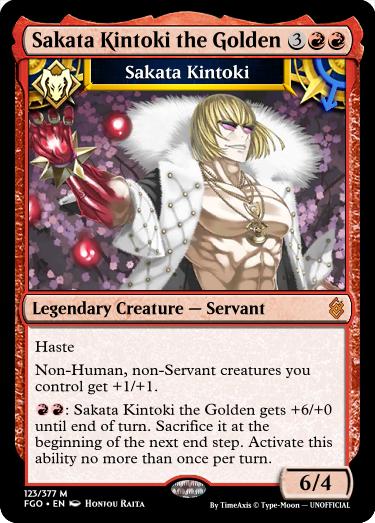 Sakata Kintoki the Golden 3
Sakata Kintoki
Legendary Creature — Servant
Haste
Non-Human, non-Servant creatures you
control get +1/+1.
: Sakata Kintoki the Golden gets +6/+0
until end of turn. Sacrifice it at the
beginning of the next end step. Activate this
ability no more than once per turn.
6/4
123/377 M
FGO • EN Honjou Raita
By TimeAxis © Type-Moon — UNOFFICIAL